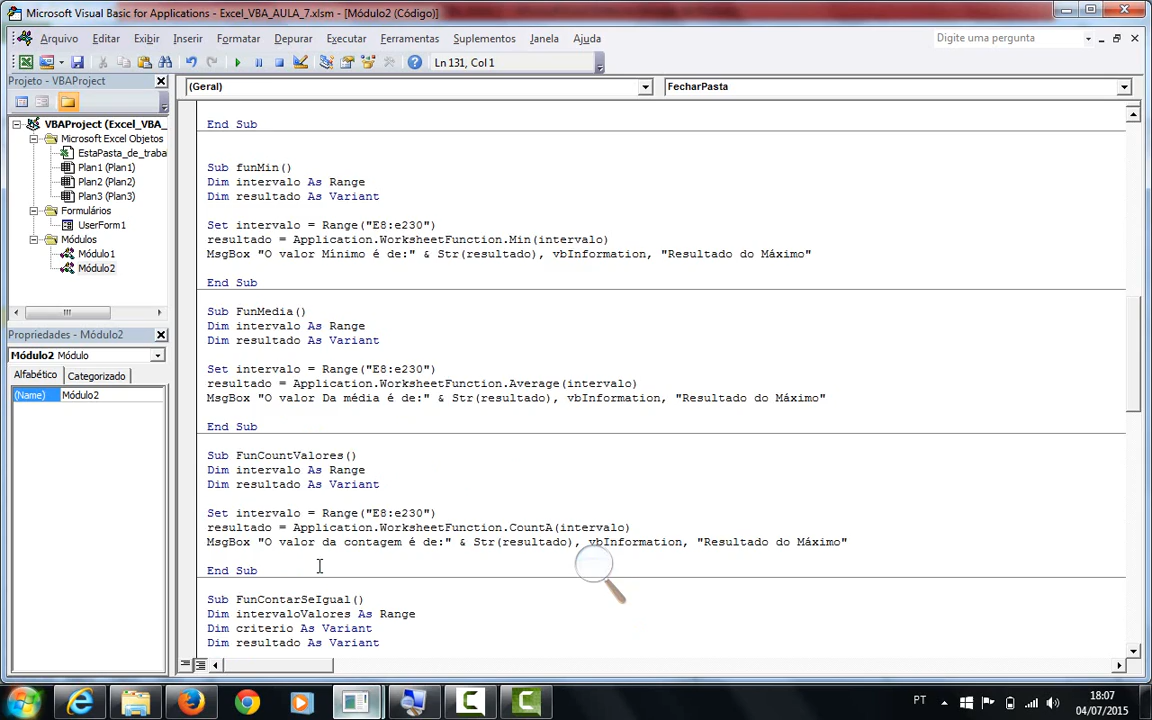 Microsoft Visual Basic for Applications - Excel_VBA_AULA_7.xlsm - [Módulo2 (Código)]
Arquivo Editar Exibir Inserir Formatar Depurar Executar Ferramentas Suplementos Janela Ajuda
Digite uma pergunta
Ln 131, Col 1
Projeto - VBAProject
(Geral)
FecharPasta
VBAProject (Excel_VBA_
Microsoft Excel Objetos
EstaPasta_de_traba
Plan1 (Plan1)
Plan2 (Plan2)
Plan3 (Plan3)
Formulários
UserForm1
Módulos
Módulo1
Módulo2
Propriedades - Módulo2
Módulo2 Módulo
Alfabético Categorizado
(Name) Módulo2
End Sub
Sub funMin()
Dim intervalo As Range
Dim resultado As Variant
Set intervalo = Range("E8:e230")
resultado = Application.WorksheetFunction.Min(intervalo)
MsgBox "O valor Mínimo é de:" & Str(resultado), vbInformation, "Resultado do Máximo"
End Sub
Sub FunMedia()
Dim intervalo As Range
Dim resultado As Variant
Set intervalo = Range("E8:e230")
resultado = Application.WorksheetFunction.Average(intervalo)
MsgBox "O valor Da média é de:" & Str(resultado), vbInformation, "Resultado do Máximo"
End Sub
Sub FunCountValores()
Dim intervalo As Range
Dim resultado As Variant
Set intervalo = Range("E8:e230")
resultado = Application.WorksheetFunction.CountA(intervalo)
MsgBox "O valor da contagem é de:" & Str(resultado), vbInformation, "Resultado do Máximo"
End Sub
Sub FunContarSeIgual()
Dim intervaloValores As Range
Dim criterio As Variant
Dim resultado As Variant
PT
18:07
04/07/2015